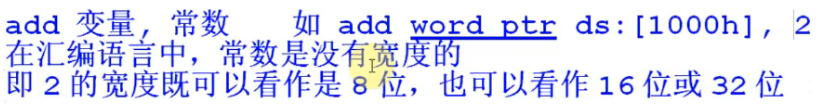 add 变量, 常数    如 add word ptr ds:[1000h], 2
在汇编语言中，常数是没有宽度的
即 2 的宽度既可以看作是 8 位，也可以看作 16 位或 32 位